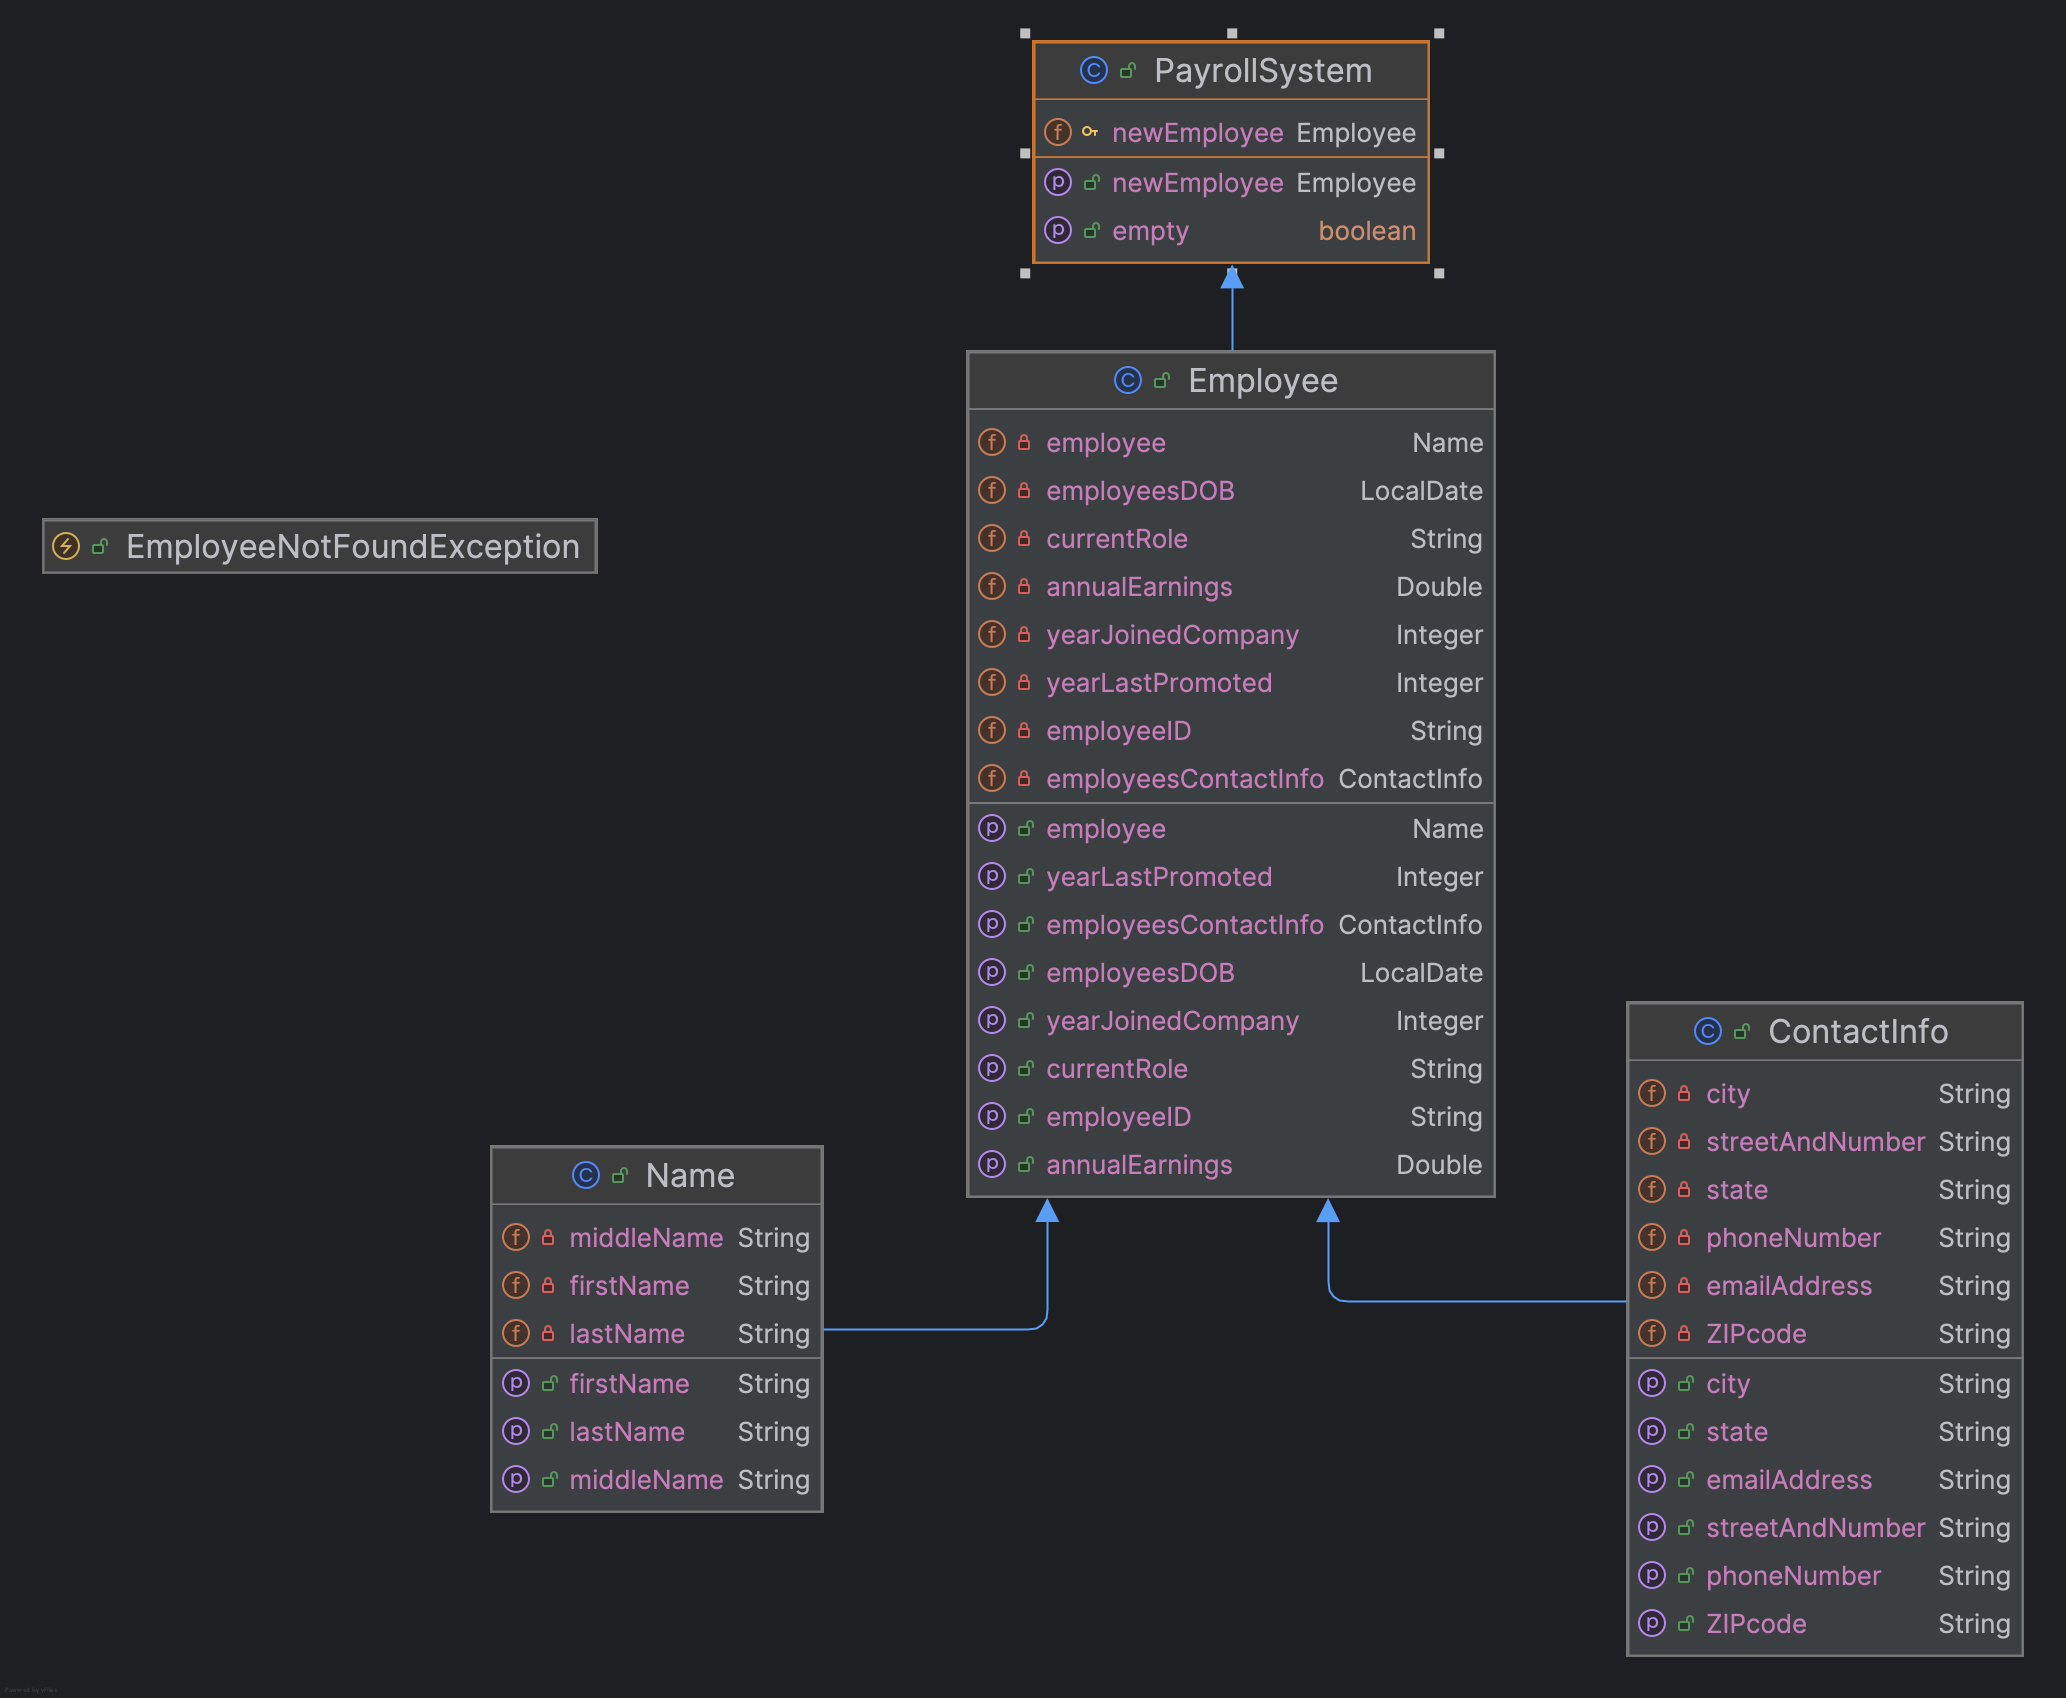 PayrollSystem
newEmployee Employee
newEmployee Employee
empty boolean
Employee
employee Name
employeesDOB LocalDate
currentRole String
annualEarnings Double
yearJoinedCompany Integer
yearLastPromoted Integer
employeeID String
employeesContactInfo ContactInfo
employee Name
yearLastPromoted Integer
employeesContactInfo ContactInfo
employeesDOB LocalDate
yearJoinedCompany Integer
currentRole String
employeeID String
annualEarnings Double
EmployeeNotFoundException
Name
middleName String
firstName String
lastName String
firstName String
lastName String
middleName String
ContactInfo
city String
streetAndNumber String
state String
phoneNumber String
emailAddress String
ZIPcode String
city String
state String
emailAddress String
streetAndNumber String
phoneNumber String
ZIPcode String
Powered by yFiles